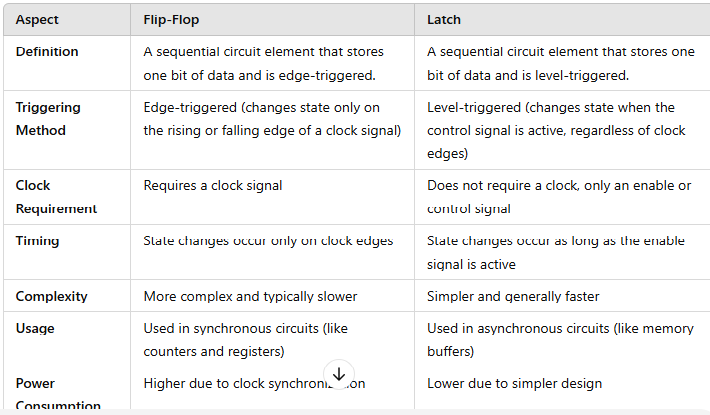 Aspect Flip-Flop Latch
Definition A sequential circuit element that stores A sequential circuit element that stores one
one bit of data and is edge-triggered. bit of data and is level-triggered.
Triggering Edge-triggered (changes state only on Level-triggered (changes state when the
Method the rising or falling edge of a clock signal) control signal is active, regardless of clock
edges)
Clock Requires a clock signal Does not require a clock, only an enable or
Requirement control signal
Timing State changes occur only on clock edges State changes occur as long as the enable
signal is active
Complexity More complex and typically slower Simpler and generally faster
Usage Used in synchronous circuits (like Used in asynchronous circuits (like memory
counters and registers) buffers)
Power Higher due to clock synchronization Lower due to simpler design
Consumption